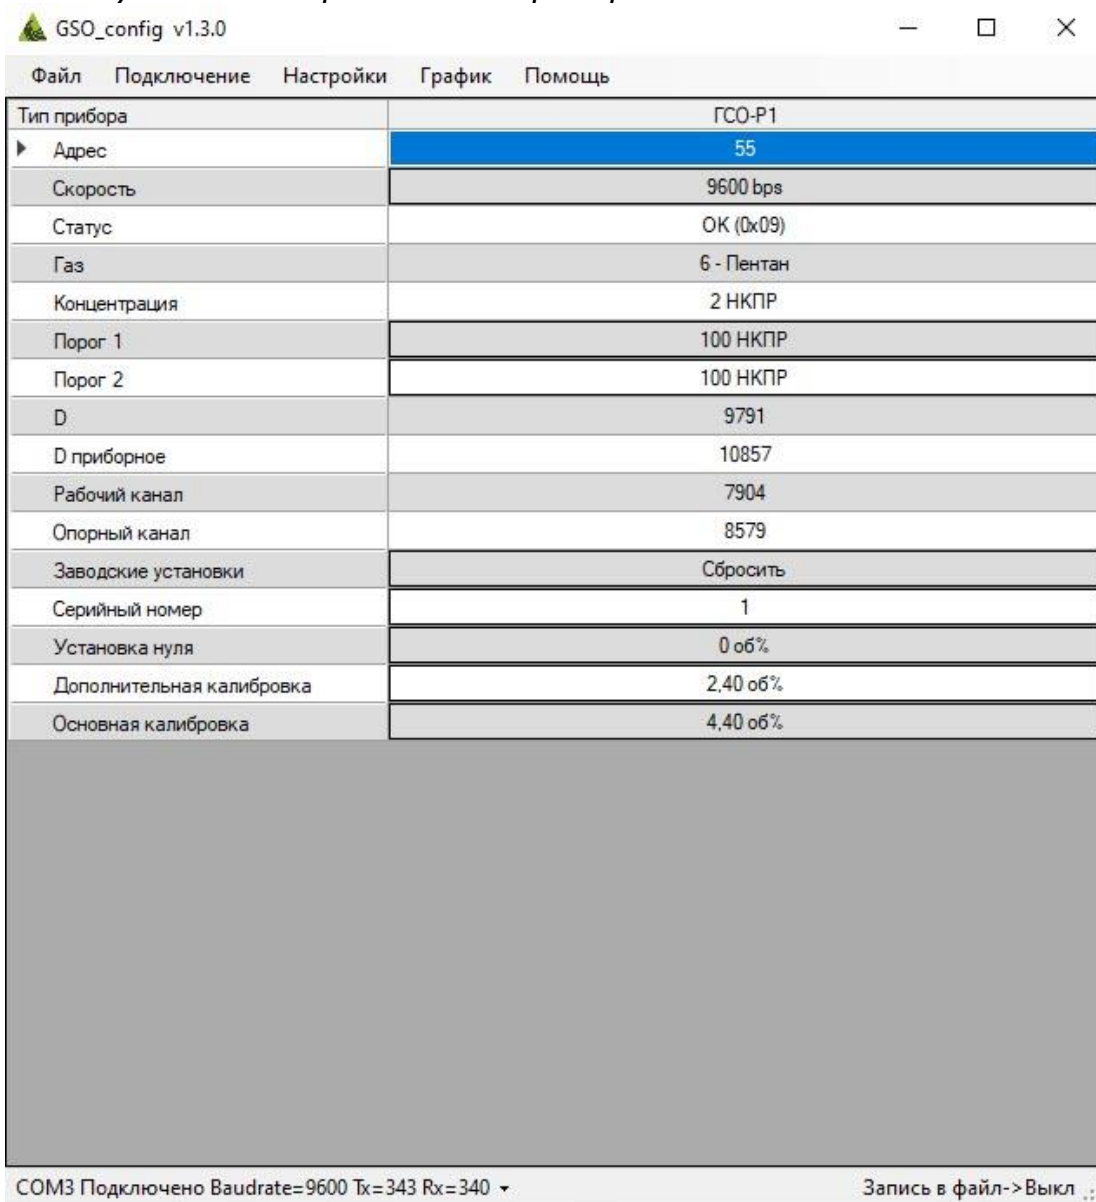 GSO_config v1.3.0
Файл Подключение Настройки График Помощь
Тип прибора ГСО-Р1
Адрес 55
Скорость 9600 bps
Статус OK (0x09)
Газ 6 - Пентан
Концентрация 2 НКПР
Порог 1 100 НКПР
Порог 2 100 НКПР
D 9791
D приборное 10857
Рабочий канал 7904
Опорный канал 8579
Заводские установки Сбросить
Серийный номер 1
Установка нуля 0 об%
Дополнительная калибровка 2,40 об%
Основная калибровка 4,40 об%
COM3 Подключено Baudrate=9600 Tx=343 Rx=340 Запись в файл->Выкл